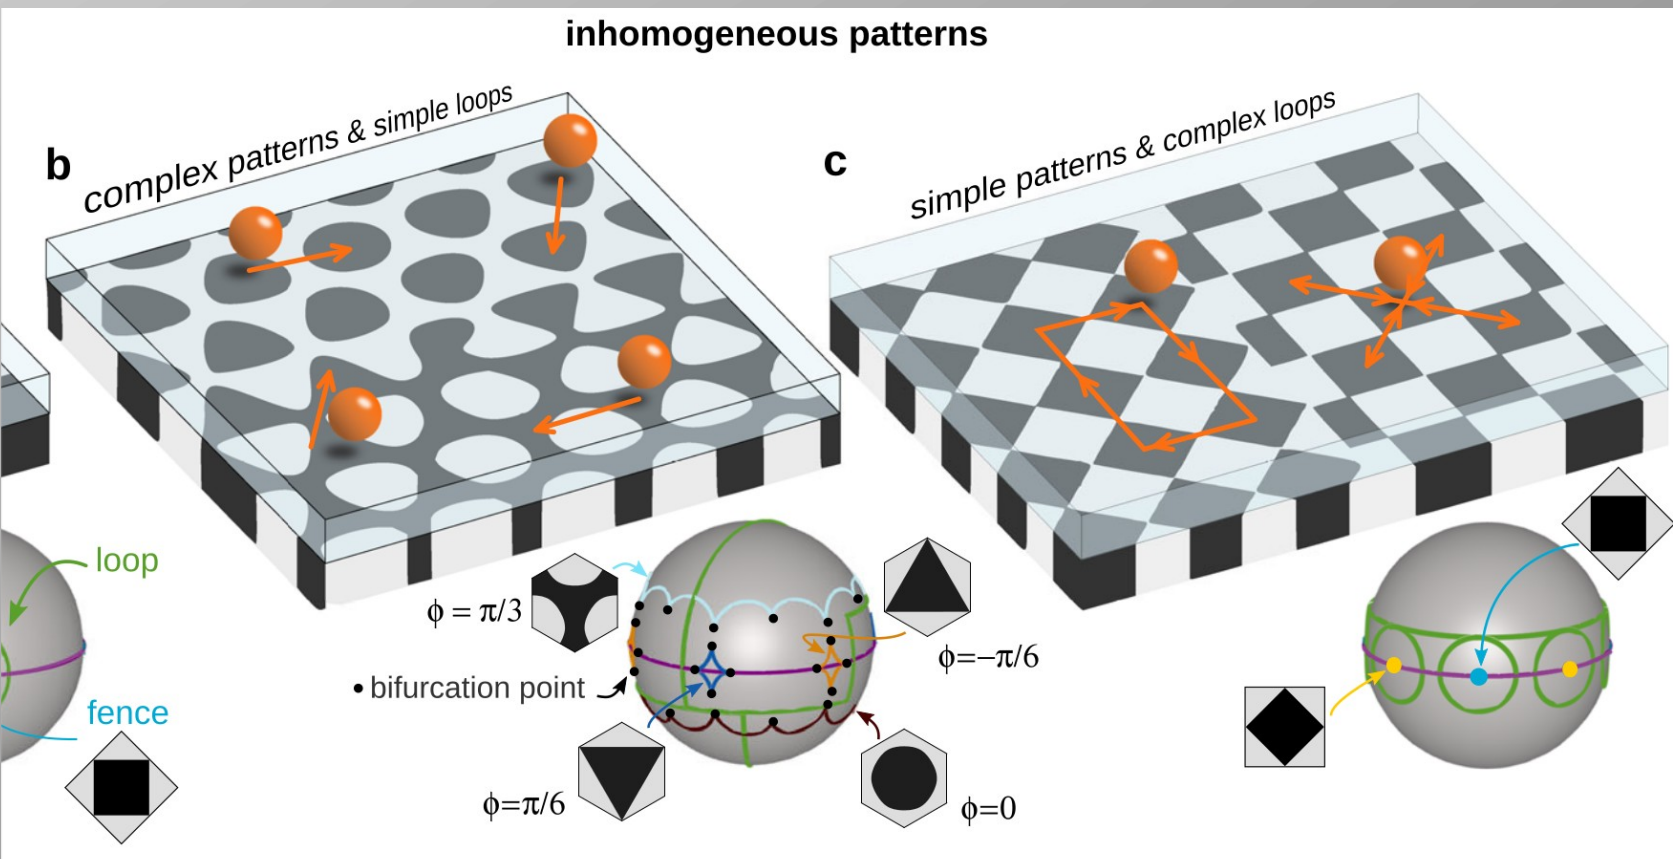 inhomogeneous patterns
b
complex patterns & simple loops
c
simple patterns & complex loops
loop
fence
ϕ = π/3
• bifurcation point
ϕ=π/6
ϕ=−π/6
ϕ=0